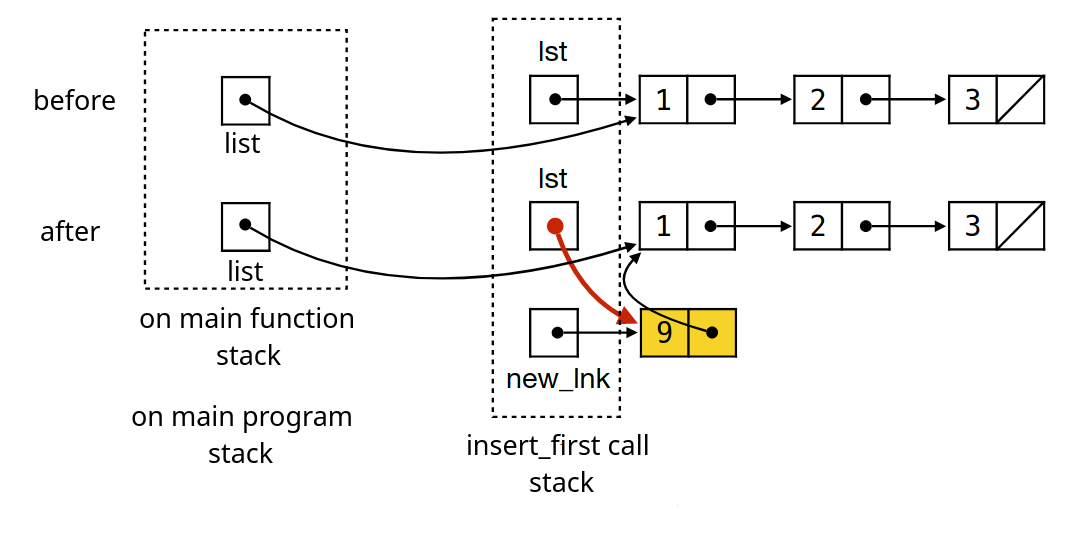 lst
before
1 2 3
list
lst
after
1 2 3
list
on main function
stack
9
new_lnk
on main program
stack
insert_first call
stack